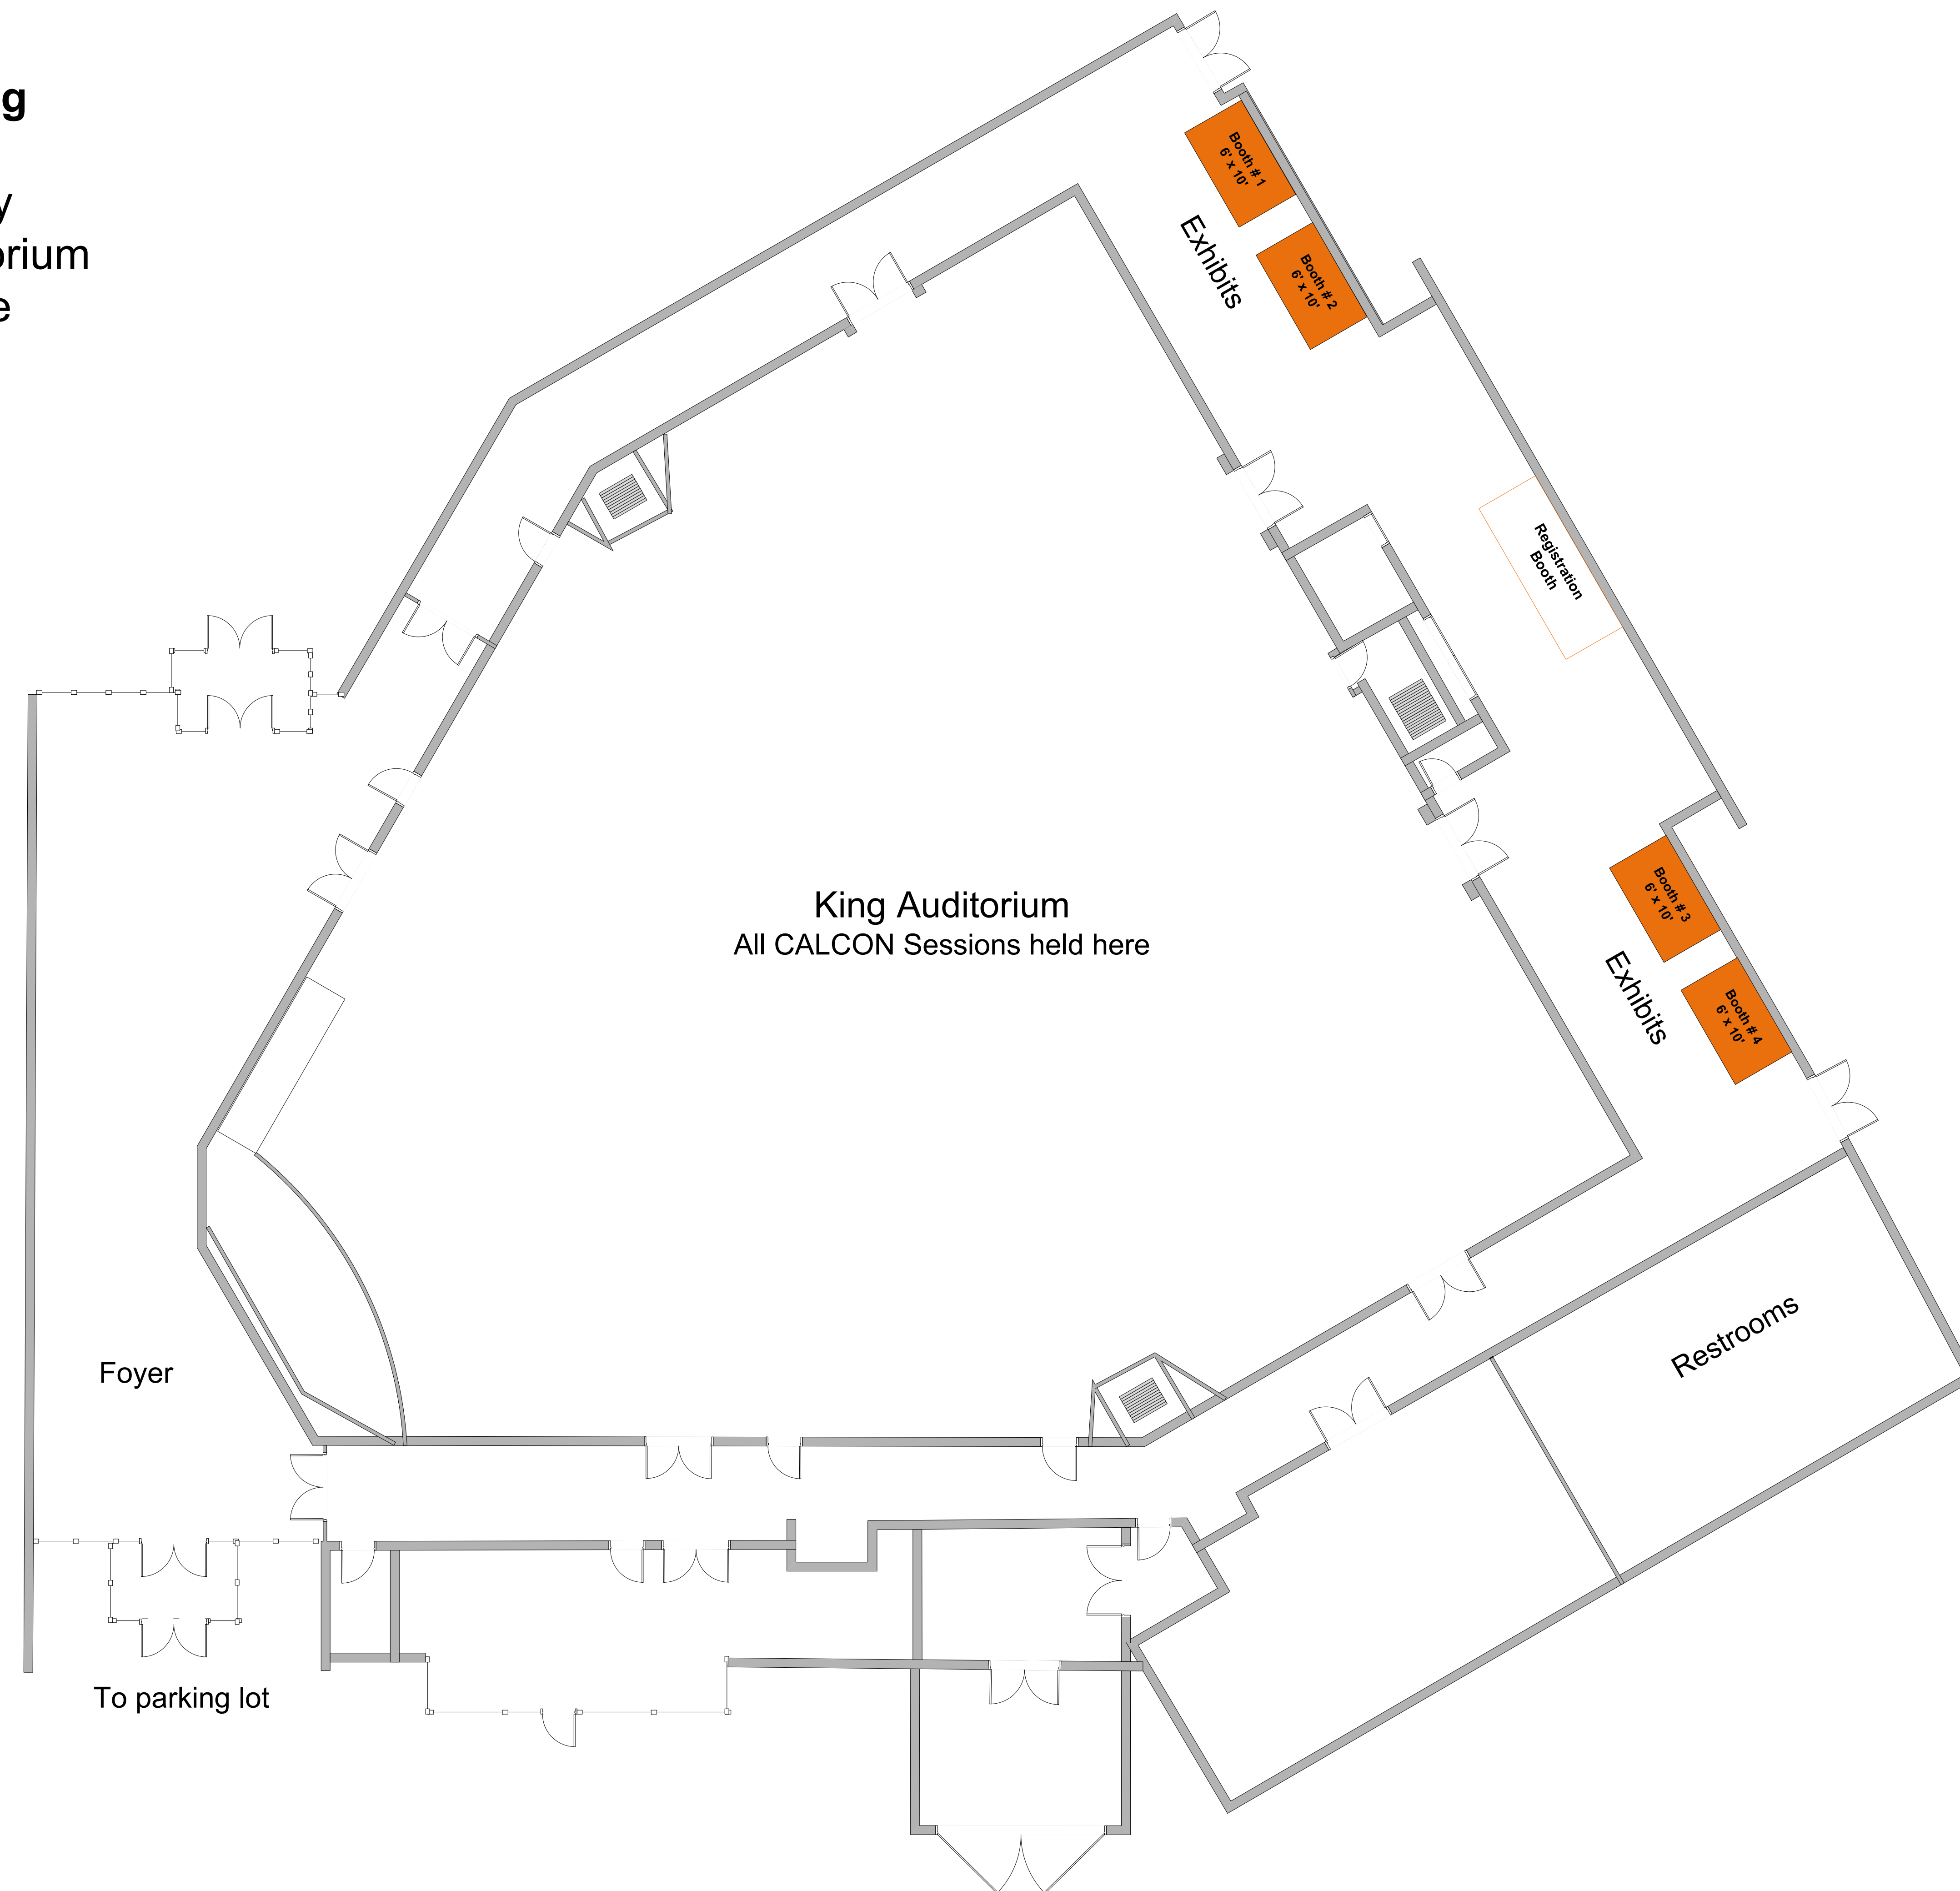 g
y
orium
e
Booth # 1
6' x 10'
Exhibits
Booth # 2
6' x 10'
Registration
Booth
King Auditorium
All CALCON Sessions held here
Booth # 3
6' x 10'
Exhibits
Booth # 4
6' x 10'
Restrooms
Foyer
To parking lot